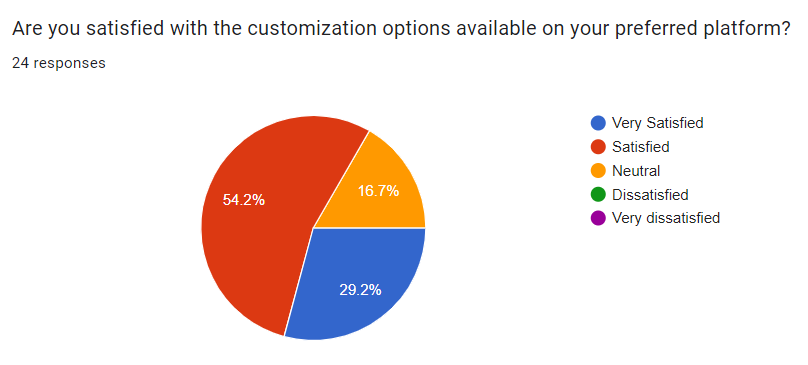 Are you satisfied with the customization options available on your preferred platform?
24 responses
Very Satisfied
Satisfied
Neutral
Dissatisfied
Very dissatisfied
54.2%
16.7%
29.2%